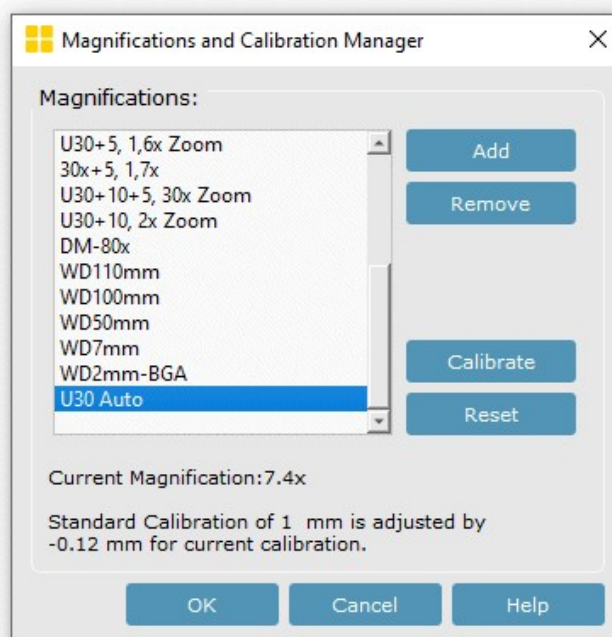 Magnifications and Calibration Manager
Magnifications:
U30+5, 1,6x Zoom
30x+5, 1,7x
U30+10+5, 30x Zoom
U30+10, 2x Zoom
DM-80x
WD110mm
WD100mm
WD50mm
WD7mm
WD2mm-BGA
U30 Auto
Add
Remove
Calibrate
Reset
Current Magnification:7.4x
Standard Calibration of 1  mm is adjusted by
-0.12 mm for current calibration.
OK
Cancel
Help